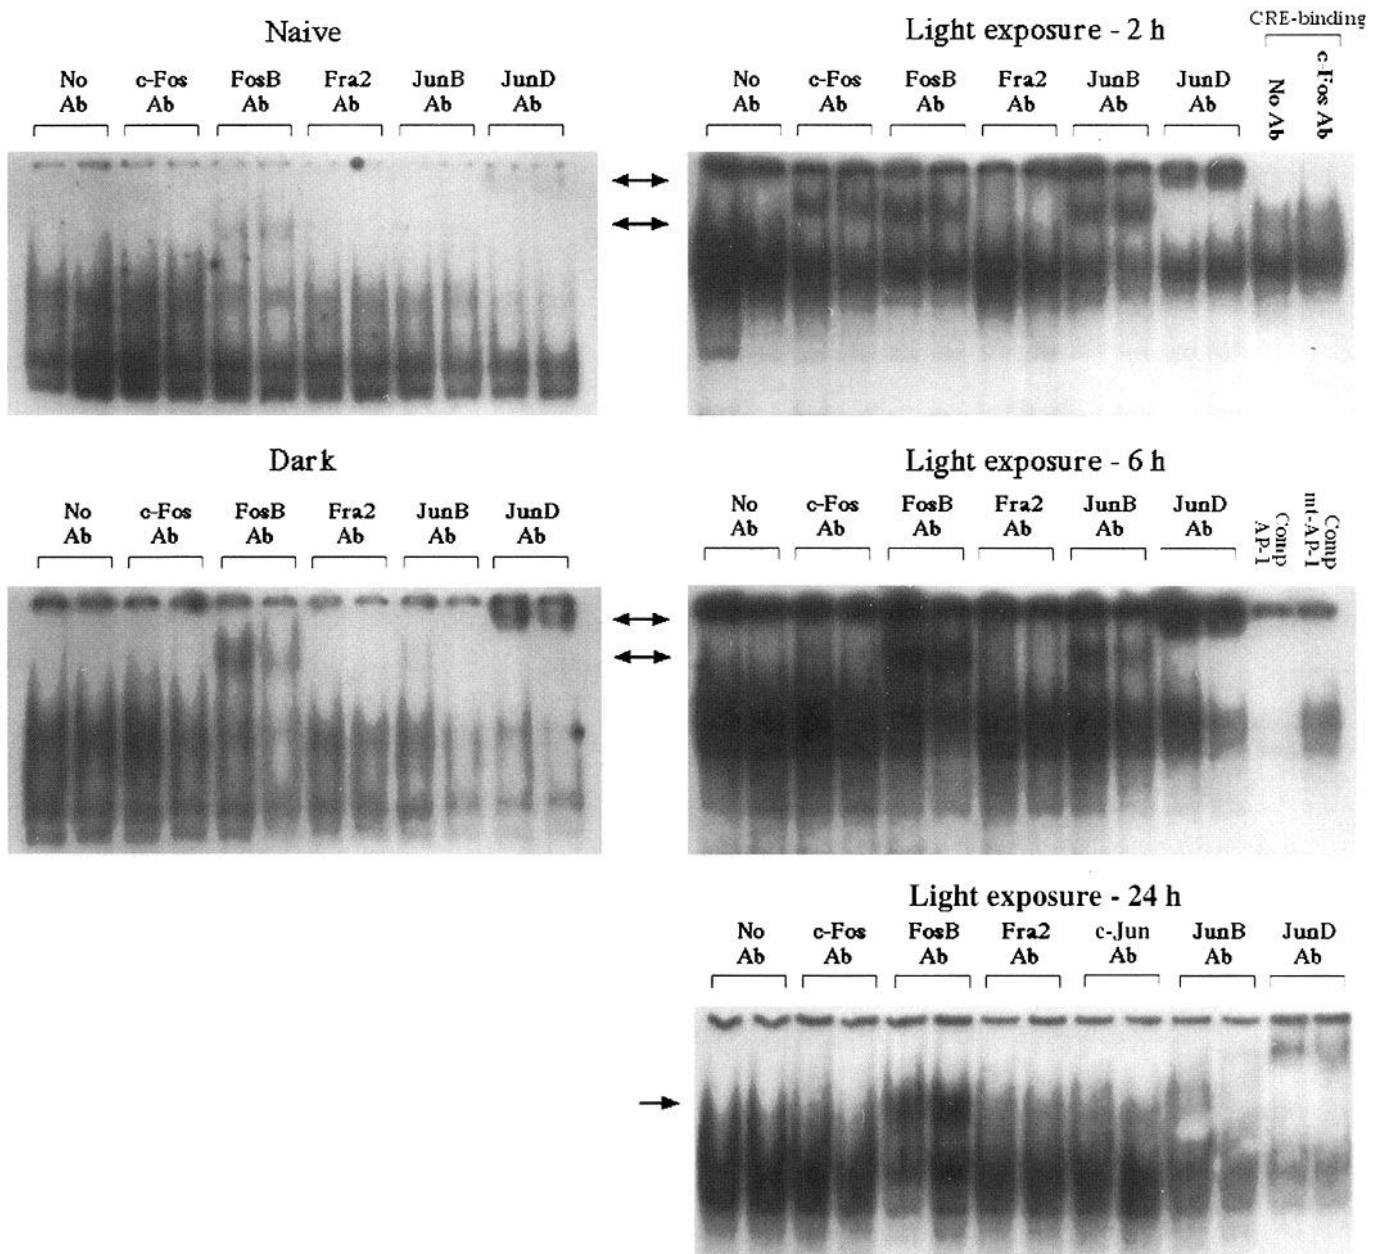 Naive
No c-Fos FosB Fra2 JunB JunD
Ab Ab Ab Ab Ab Ab
Light exposure - 2 h
CRE-binding
No c-Fos FosB Fra2 JunB JunD
Ab Ab Ab Ab Ab Ab
No Ab
c-Fos Ab
Dark
No c-Fos FosB Fra2 JunB JunD
Ab Ab Ab Ab Ab Ab
Light exposure - 6 h
No c-Fos FosB Fra2 JunB JunD
Ab Ab Ab Ab Ab Ab
Comp
AP-1
Comp
mt-AP-1
Light exposure - 24 h
No c-Fos FosB Fra2 c-Jun JunB JunD
Ab Ab Ab Ab Ab Ab Ab